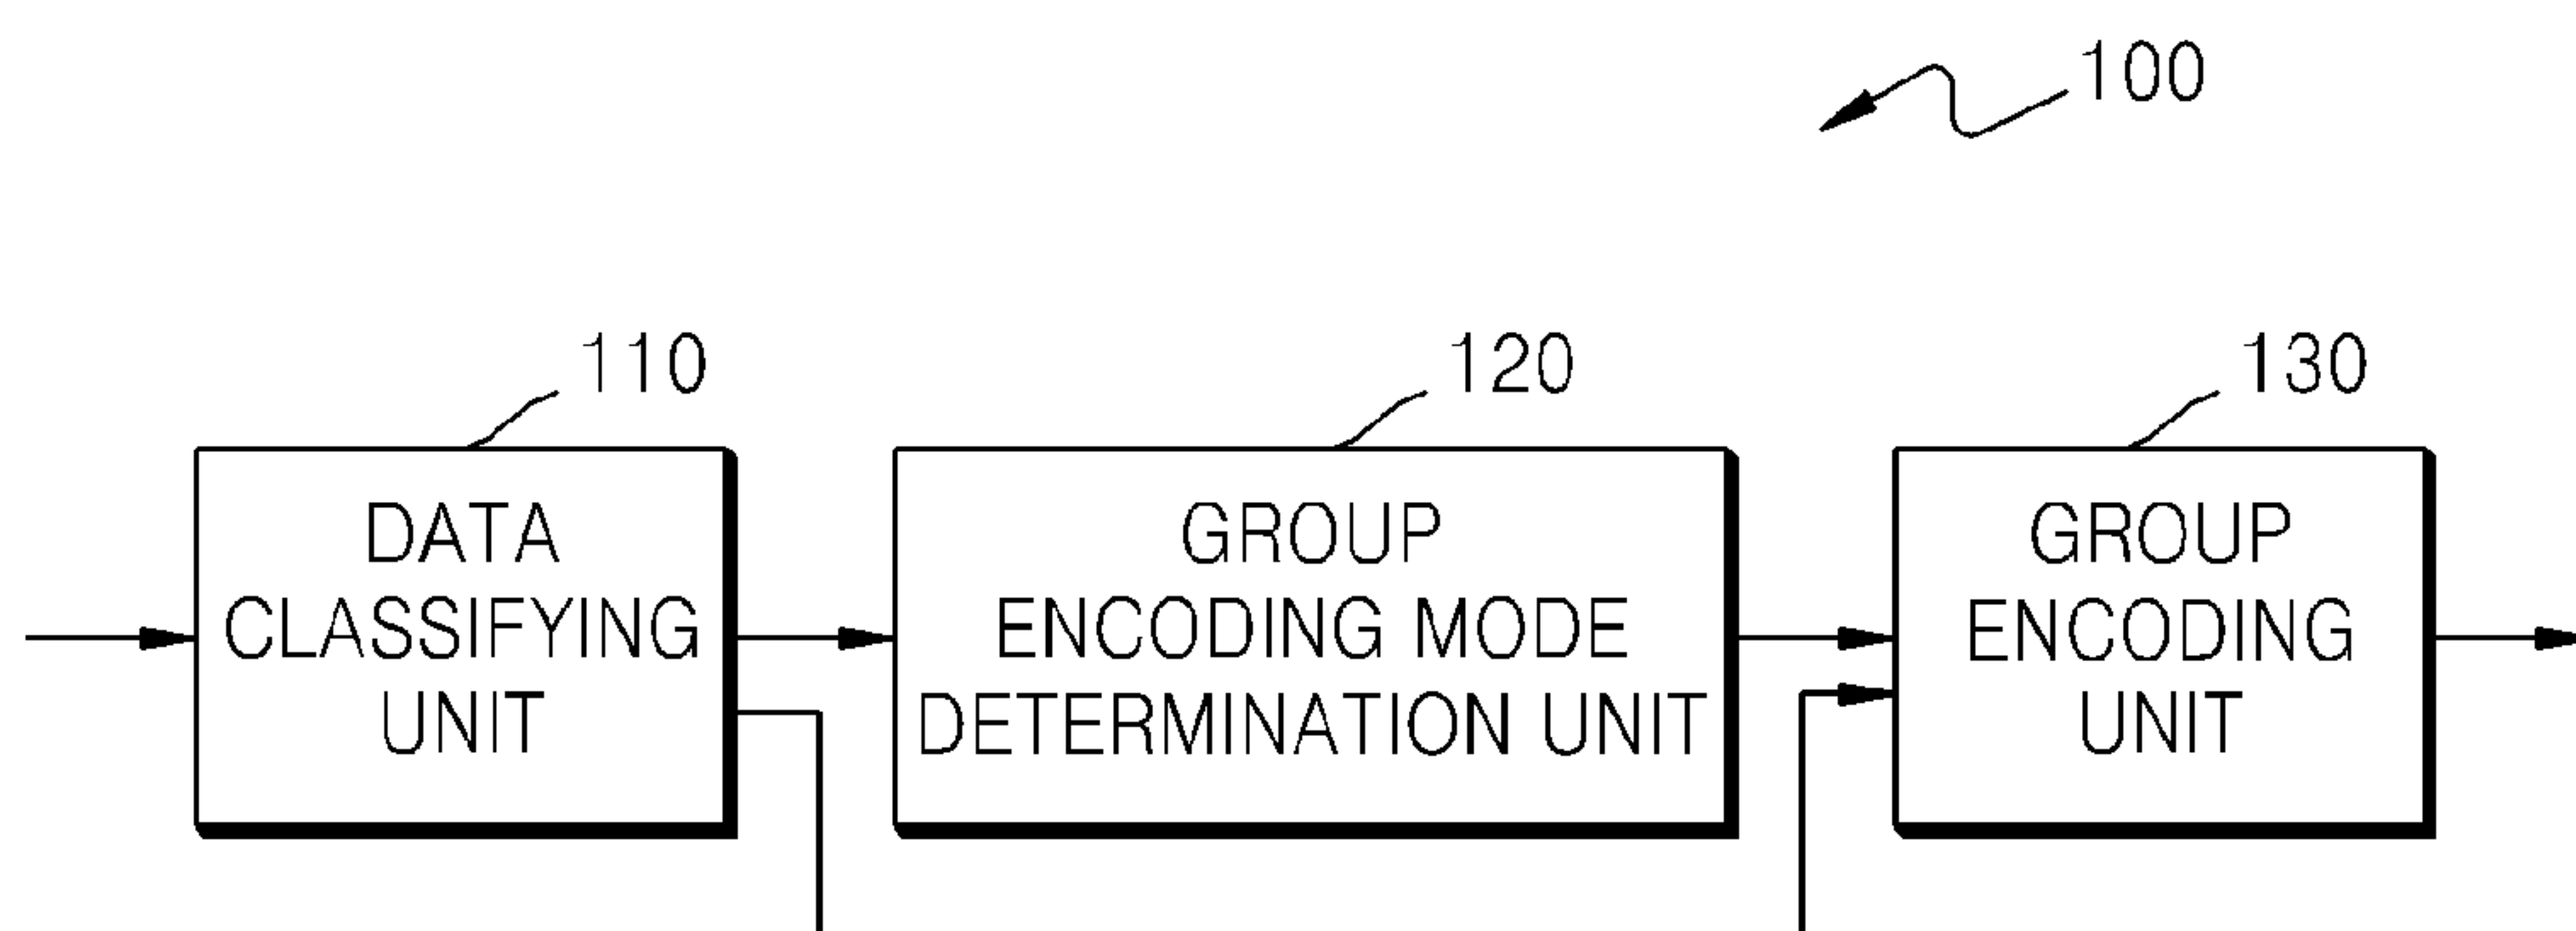 100
110
120
130
DATA
CLASSIFYING
UNIT
GROUP
ENCODING MODE
DETERMINATION UNIT
GROUP
ENCODING
UNIT